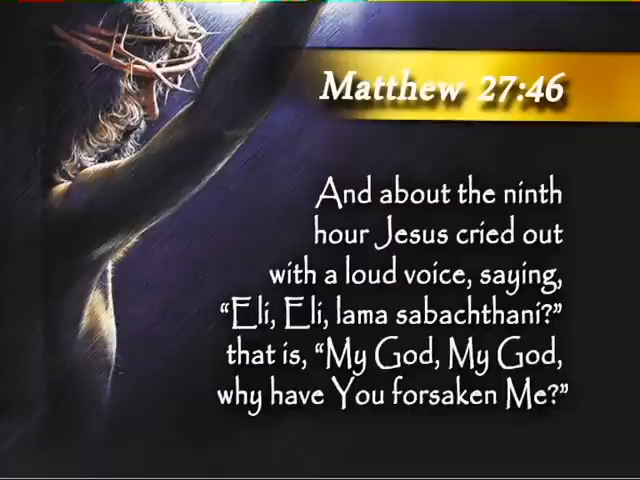 Matthew 27:46
And about the ninth
hour Jesus cried out
with a loud voice, saying,
“Eli, Eli, lama sabachthani?”
that is, “My God, My God,
why have You forsaken Me?”